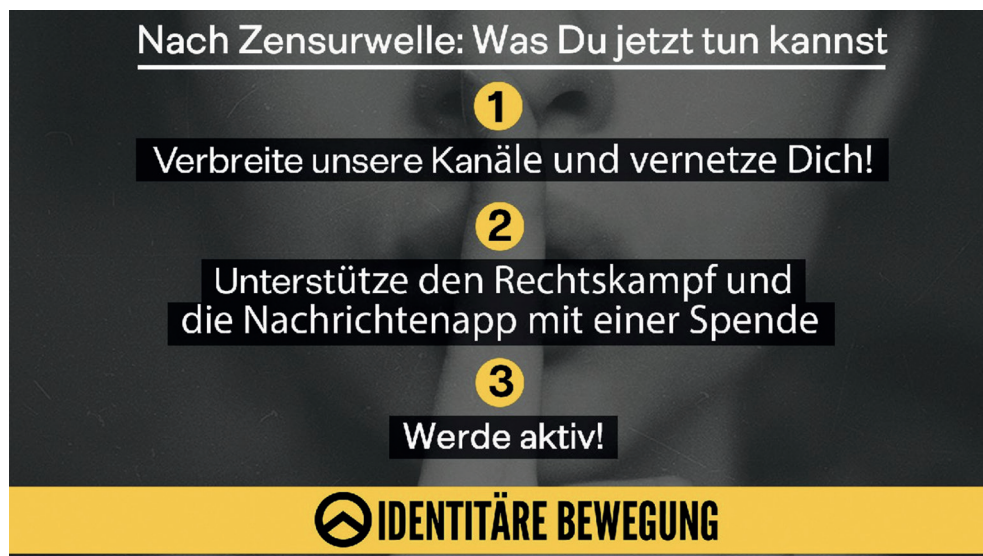 Nach Zensurwelle: Was Du jetzt tun kannst
1
Verbreite unsere Kanäle und vernetze Dich!
2
Unterstütze den Rechtskampf und
die Nachrichtenapp mit einer Spende
3
Werde aktiv!
IDENTITÄRE BEWEGUNG